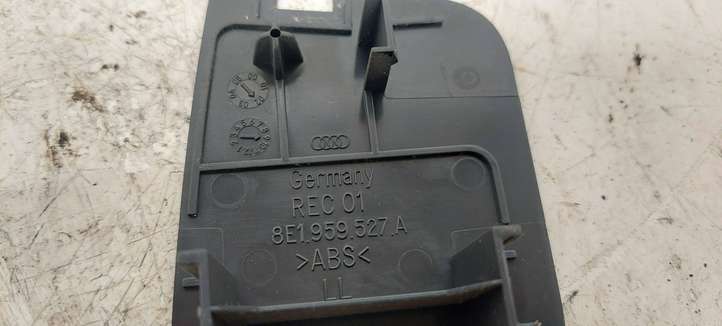 Germany
REC 01
8E1.959.527.A
>ABS<
LL